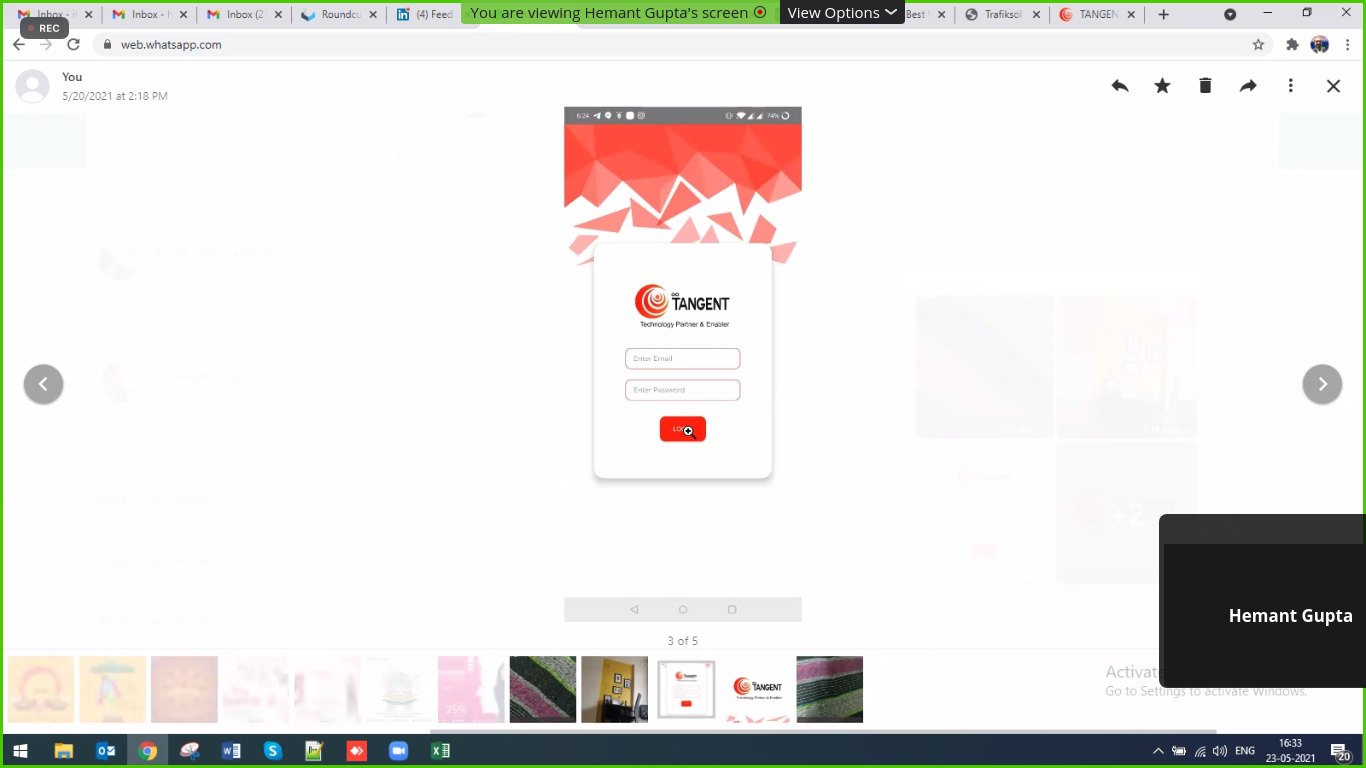 Inbox - it
Inbox - h
Inbox (2
Roundcu
(4) Feed
You are viewing Hemant Gupta's screen
View Options
Best
Trafiksol
TANGEN
REC
web.whatsapp.com
You
5/20/2021 at 2:18 PM
6:24
74%
TANGENT
Technology Partner & Enabler
Enter Email
Enter Password
+2
3 of 5
Hemant Gupta
25%
TANGENT
Technology Partner & Enabler
Activat
Go to Settings to activate Windows.
ENG
16:33
23-05-2021
20